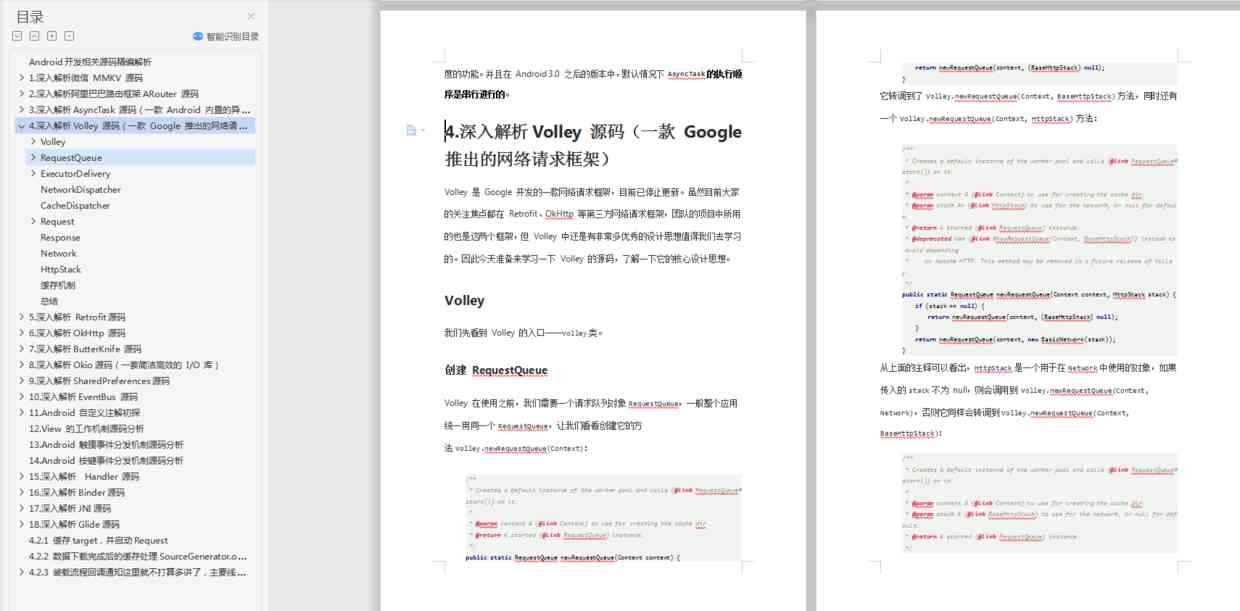 目录
智能识别目录
Android 开发相关源码精编解析
1.深入解析微信 MMKV 源码
2.深入解析阿里巴巴路由框架 ARouter 源码
3.深入解析 AsyncTask 源码（一款 Android 内置的异 ...
4.深入解析 Volley 源码（一款 Google 推出的网络请 ...
Volley
RequestQueue
ExecutorDelivery
NetworkDispatcher
CacheDispatcher
Request
Response
Network
HttpStack
缓存机制
总结
5.深入解析 Retrofit 源码
6.深入解析 OkHttp 源码
7.深入解析 ButterKnife 源码
8.深入解析 Okio 源码（一套简洁高效的 I/O 库）
9.深入解析 SharedPreferences 源码
10.深入解析 EventBus 源码
11.Android 自定义注解初探
12.View 的工作机制源码分析
13.Android 触摸事件分发机制源码分析
14.Android 按键事件分发机制源码分析
15.深入解析 Handler 源码
16.深入解析 Binder 源码
17.深入解析 JNI 源码
18.深入解析 Glide 源码
4.2.1 缓存 target，并启动 Request
4.2.2 数据下载完成后的缓存处理 SourceGenerator.o...
4.2.3 装载流程回调通知这里就不打算多讲了，主要线...
度的功能。并且在 Android 3.0 之后的版本中，默认情况下 AsyncTask 的执行顺
序是串行进行的。
4.深入解析 Volley 源码（一款 Google
推出的网络请求框架）
Volley 是 Google 开发的一款网络请求框架，目前已停止更新。虽然目前大家
的关注焦点都在 Retrofit、OkHttp 等第三方网络请求框架，团队的项目中所用
的也是这两个框架，但 Volley 中还是有非常多优秀的设计思想值得我们去学习
的。因此今天准备来学习一下 Volley 的源码，了解一下它的核心设计思想。
Volley
我们先看到 Volley 的入口——Volley 类。
创建 RequestQueue
Volley 在使用之前，我们需要一个请求队列对象 RequestQueue，一般整个应用
统一用同一个 RequestQueue，让我们看看创建它的方
法 Volley.newRequestQueue(Context)：
/**
* Creates a default instance of the worker pool and calls {@link RequestQueue#
start()} on it.
*
* @param context A {@link Context} to use for creating the cache dir.
* @return A started {@link RequestQueue} instance.
*/
public static RequestQueue newRequestQueue(Context context) {
return newRequestQueue(context, (BaseHttpStack) null);
}
它转调到了 Volley.newRequestQueue(Context, BaseHttpStack) 方法，同时还有
一个 Volley.newRequestQueue(Context, HttpStack) 方法：
/**
* Creates a default instance of the worker pool and calls {@link RequestQueue#
start()} on it.
*
* @param context A {@link Context} to use for creating the cache dir.
* @param stack An {@link HttpStack} to use for the network, or null for defaul
t.
* @return A started {@link RequestQueue} instance.
* @deprecated Use {@link #newRequestQueue(Context, BaseHttpStack)} instead to
avoid depending
* on Apache HTTP. This method may be removed in a future release of Volle
y.
*/
public static RequestQueue newRequestQueue(Context context, HttpStack stack) {
if (stack == null) {
return newRequestQueue(context, (BaseHttpStack) null);
}
return newRequestQueue(context, new BasicNetwork(stack));
}
从上面的注释可以看出，HttpStack 是一个用于在 Network 中使用的对象，如果
传入的 stack 不为 null，则会调用到 Volley.newRequestQueue(Context,
Network)，否则它同样会转调到 Volley.newRequestQueue(Context,
BaseHttpStack)：
/**
* Creates a default instance of the worker pool and calls {@link RequestQueue#
start()} on it.
*
* @param context A {@link Context} to use for creating the cache dir.
* @param stack A {@link BaseHttpStack} to use for the network, or null for def
ault.
* @return A started {@link RequestQueue} instance.
*/